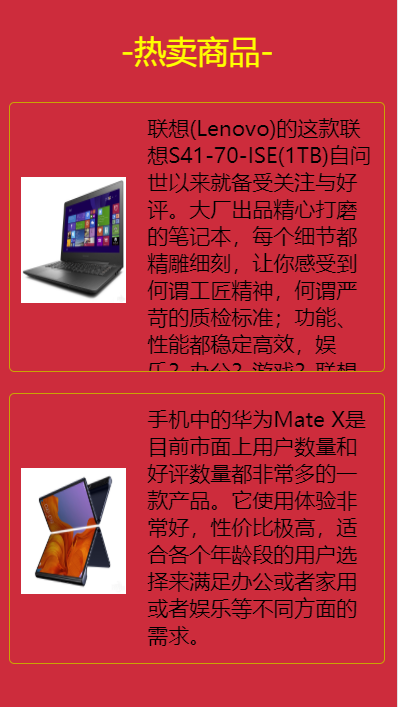 -热卖商品-
联想(Lenovo)的这款联
想S41-70-ISE(1TB)自问
世以来就备受关注与好
评。大厂出品精心打磨
的笔记本，每个细节都
精雕细刻，让你感受到
何谓工匠精神，何谓严
苛的质检标准；功能、
性能都稳定高效，娱
乐？办公？游戏？联想
手机中的华为Mate X是
目前市面上用户数量和
好评数量都非常多的一
款产品。它使用体验非
常好，性价比极高，适
合各个年龄段的用户选
择来满足办公或者家用
或者娱乐等不同方面的
需求。